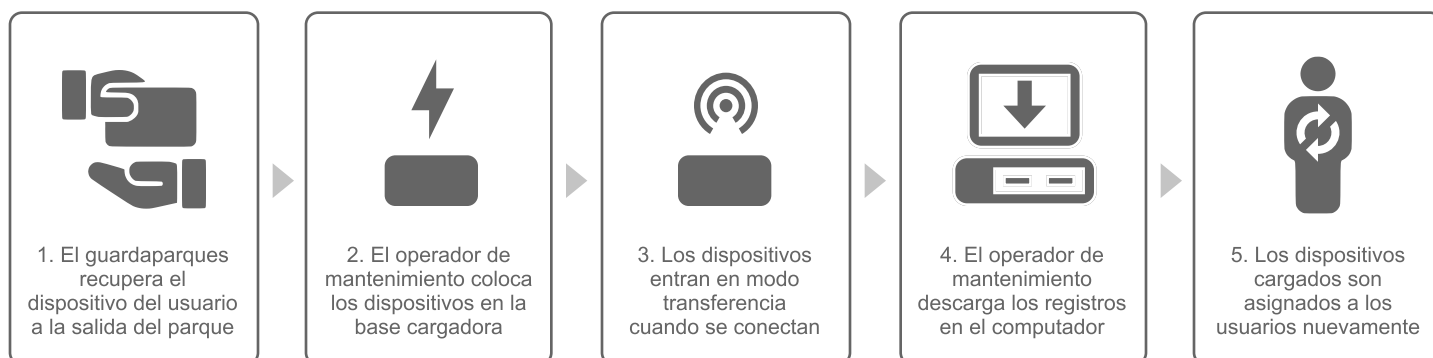 1. El guardaparques
recupera el
dispositivo del usuario
a la salida del parque
2. El operador de
mantenimiento coloca
los dispositivos en la
base cargadora
3. Los dispositivos
entran en modo
transferencia
cuando se conectan
4. El operador de
mantenimiento
descarga los registros
en el computador
5. Los dispositivos
cargados son
asignados a los
usuarios nuevamente